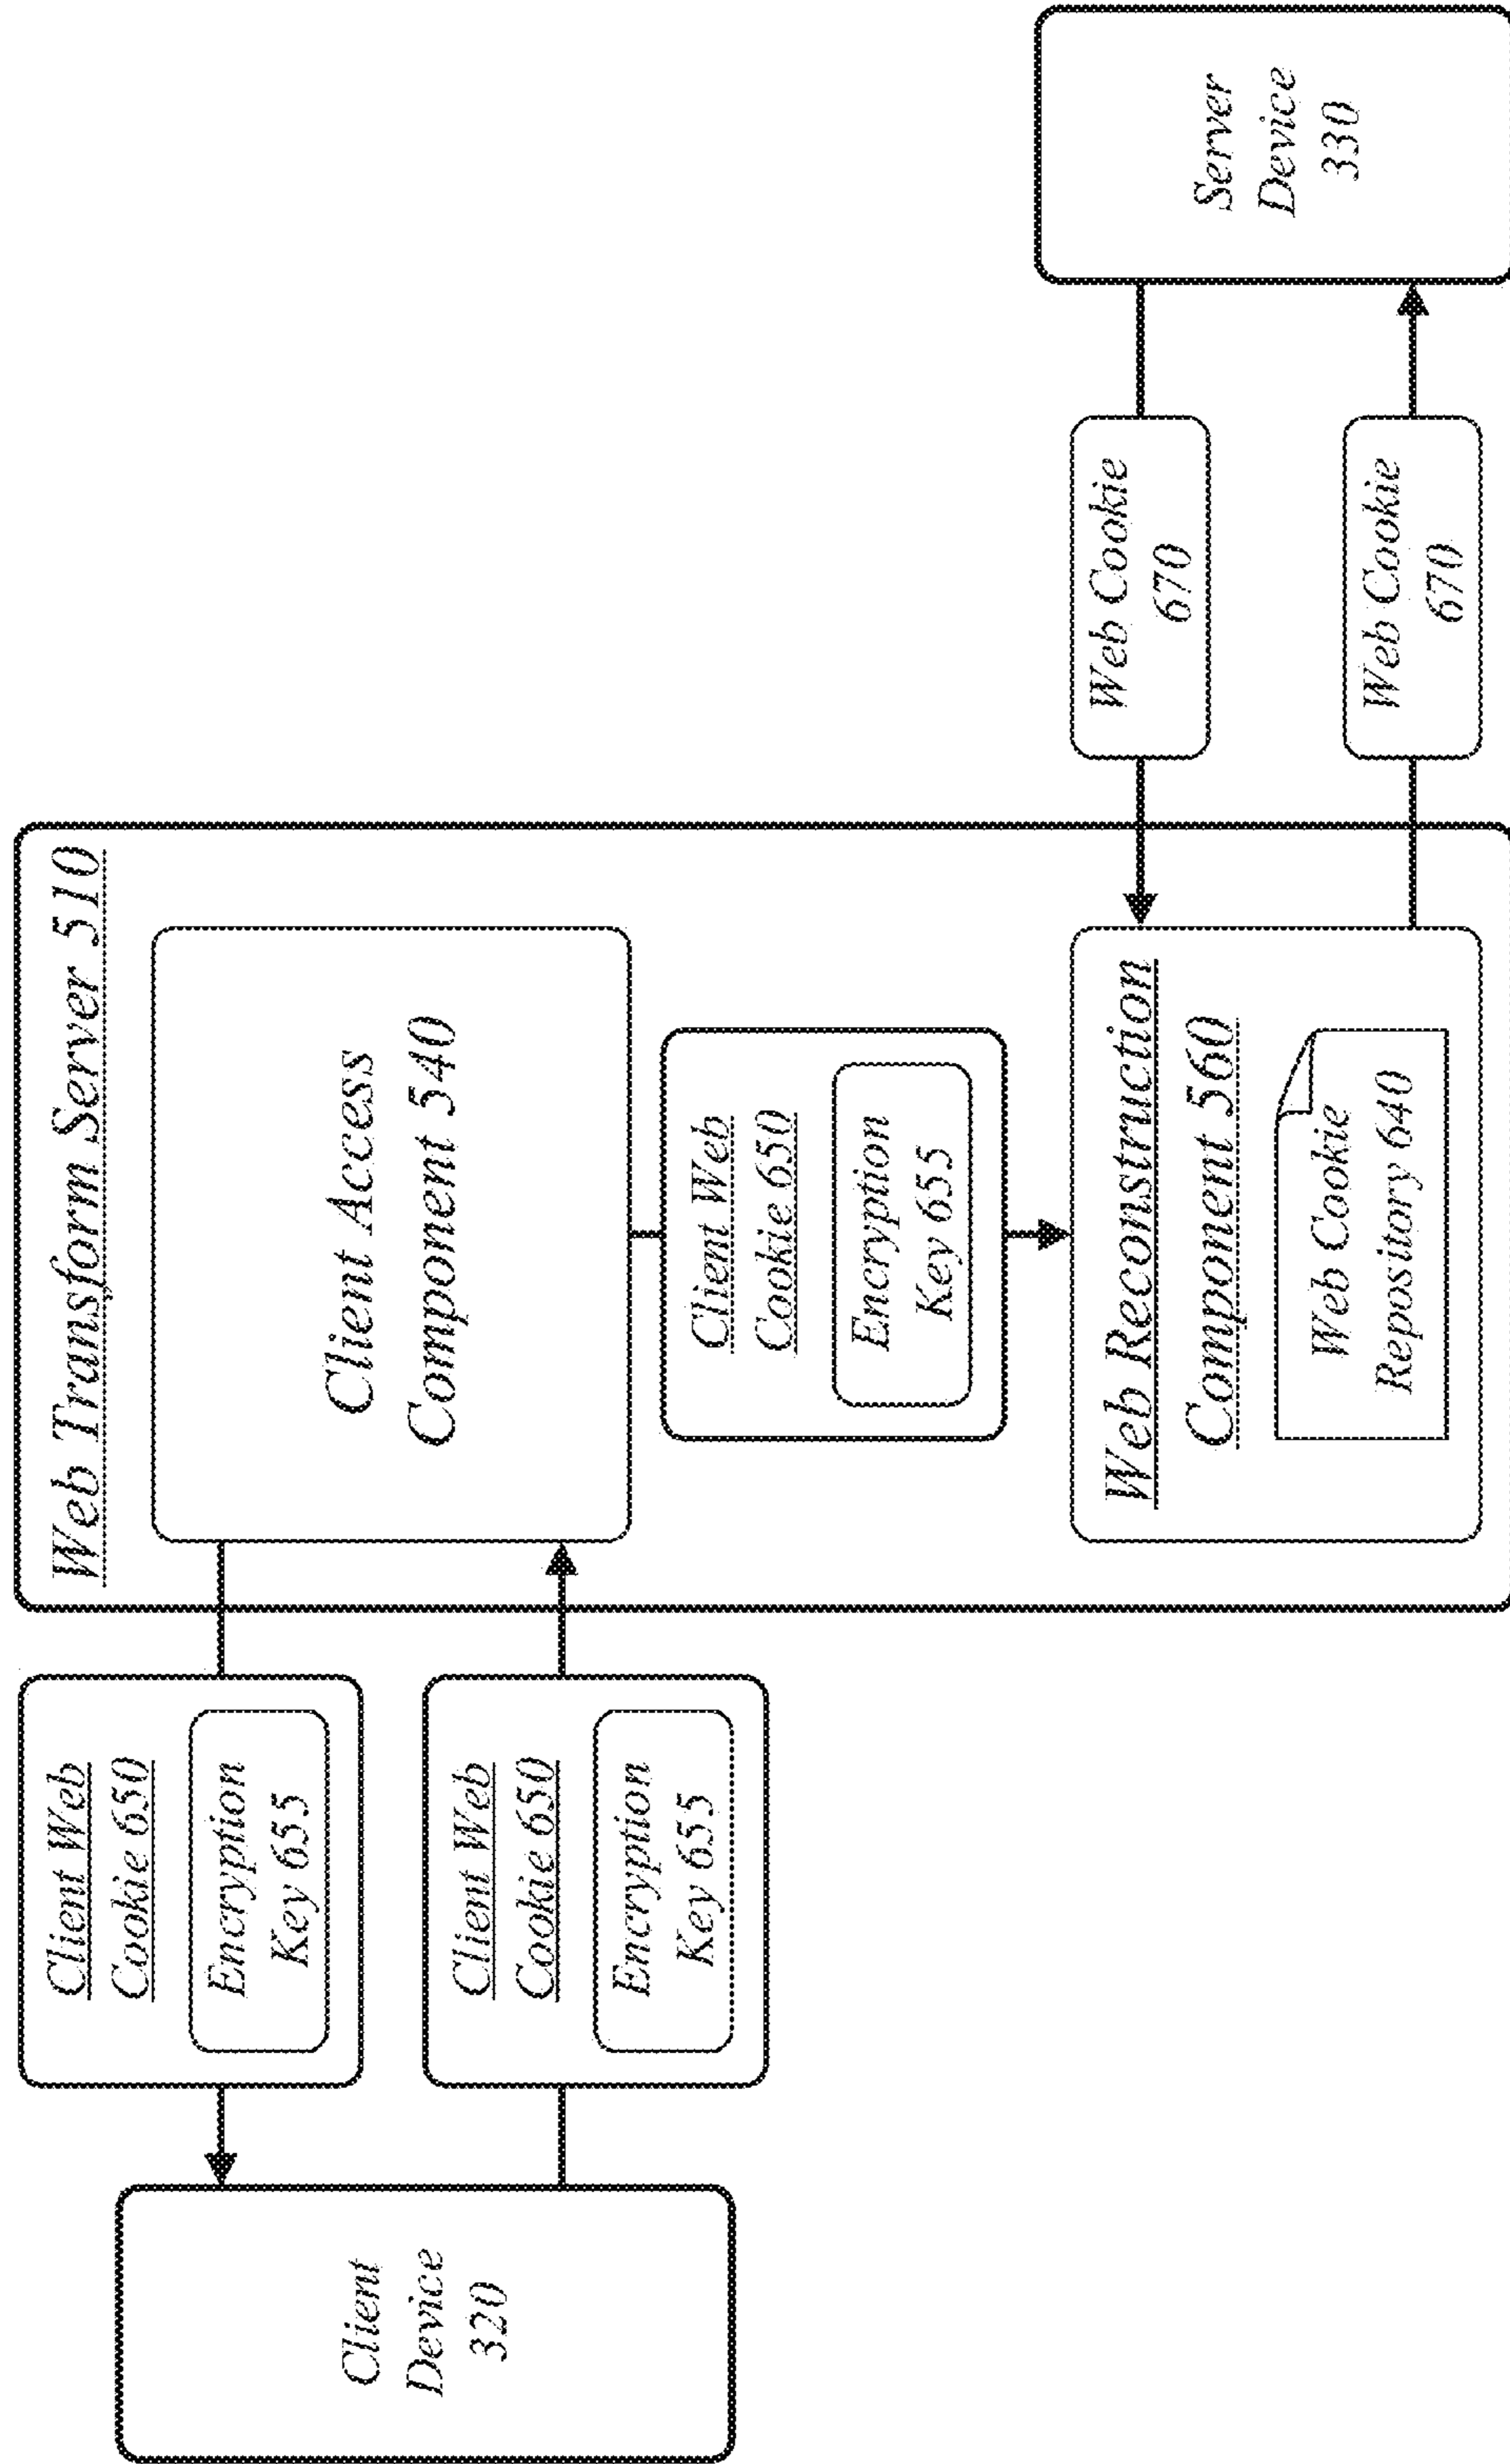 Web Transform Server 510
Client Web
Cookie 650
Encryption
Key 655
Client
Device
320
Client Web
Cookie 650
Encryption
Key 655
Client Access
Component 540
Client Web
Cookie 650
Encryption
Key 655
Web Reconstruction
Component 560
Web Cookie
Repository 640
Web Cookie
670
Web Cookie
670
Server
Device
330